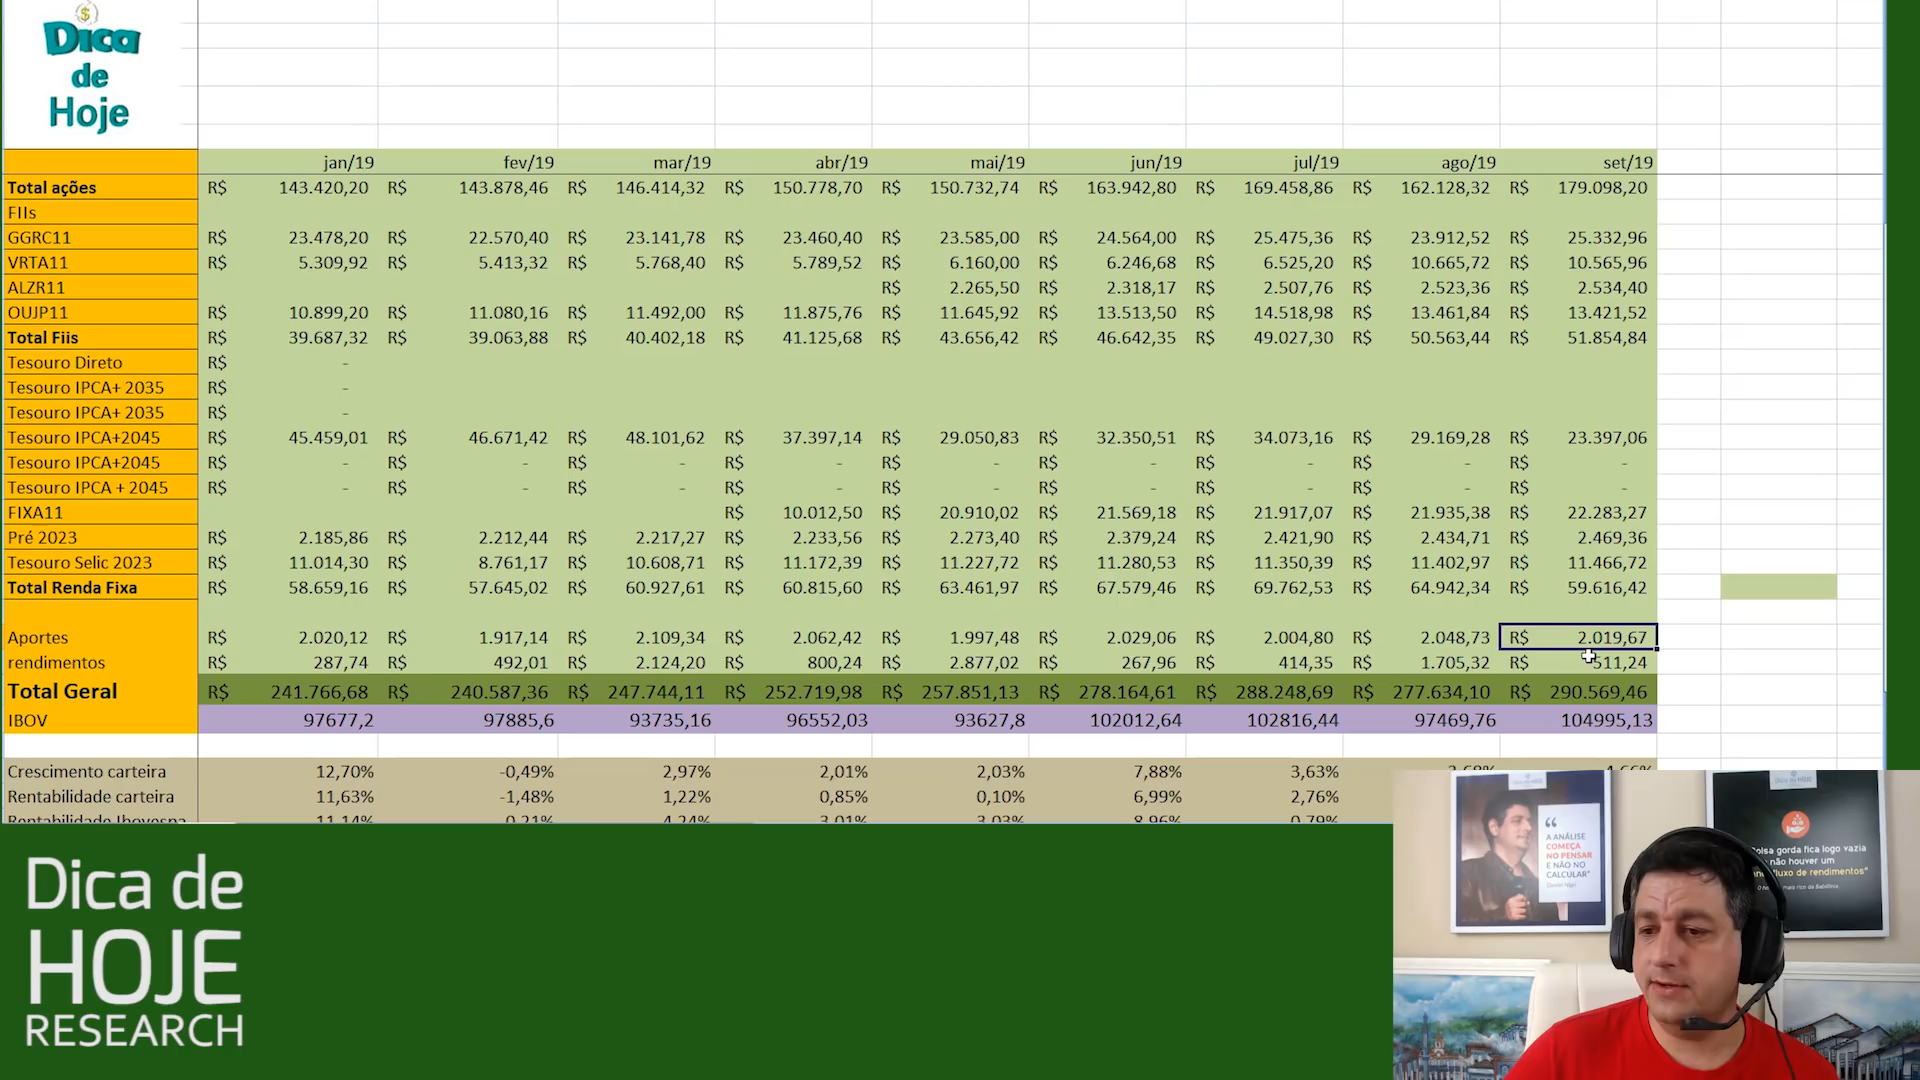 Dica
de
Hoje
jan/19 fev/19 mar/19 abr/19 mai/19 jun/19 jul/19 ago/19 set/19
Total ações R$ 143.420,20 R$ 143.878,46 R$ 146.414,32 R$ 150.778,70 R$ 150.732,74 R$ 163.942,80 R$ 169.458,86 R$ 162.128,32 R$ 179.098,20
FIIs
GGRC11 R$ 23.478,20 R$ 22.570,40 R$ 23.141,78 R$ 23.460,40 R$ 23.585,00 R$ 24.564,00 R$ 25.475,36 R$ 23.912,52 R$ 25.332,96
VRTA11 R$ 5.309,92 R$ 5.413,32 R$ 5.768,40 R$ 5.789,52 R$ 6.160,00 R$ 6.246,68 R$ 6.525,20 R$ 10.665,72 R$ 10.565,96
ALZR11 R$ 2.265,50 R$ 2.318,17 R$ 2.507,76 R$ 2.523,36 R$ 2.534,40
OUJP11 R$ 10.899,20 R$ 11.080,16 R$ 11.492,00 R$ 11.875,76 R$ 11.645,92 R$ 13.513,50 R$ 14.518,98 R$ 13.461,84 R$ 13.421,52
Total Fiis R$ 39.687,32 R$ 39.063,88 R$ 40.402,18 R$ 41.125,68 R$ 43.656,42 R$ 46.642,35 R$ 49.027,30 R$ 50.563,44 R$ 51.854,84
Tesouro Direto R$ -
Tesouro IPCA+ 2035 R$ -
Tesouro IPCA+ 2035 R$ -
Tesouro IPCA+2045 R$ 45.459,01 R$ 46.671,42 R$ 48.101,62 R$ 37.397,14 R$ 29.050,83 R$ 32.350,51 R$ 34.073,16 R$ 29.169,28 R$ 23.397,06
Tesouro IPCA+2045 R$ - R$ - R$ - R$ - R$ - R$ - R$ - R$ - R$ -
Tesouro IPCA + 2045 R$ - R$ - R$ - R$ - R$ - R$ - R$ - R$ - R$ -
FIXA11 R$ 10.012,50 R$ 20.910,02 R$ 21.569,18 R$ 21.917,07 R$ 21.935,38 R$ 22.283,27
Pré 2023 R$ 2.185,86 R$ 2.212,44 R$ 2.217,27 R$ 2.233,56 R$ 2.273,40 R$ 2.379,24 R$ 2.421,90 R$ 2.434,71 R$ 2.469,36
Tesouro Selic 2023 R$ 11.014,30 R$ 8.761,17 R$ 10.608,71 R$ 11.172,39 R$ 11.227,72 R$ 11.280,53 R$ 11.350,39 R$ 11.402,97 R$ 11.466,72
Total Renda Fixa R$ 58.659,16 R$ 57.645,02 R$ 60.927,61 R$ 60.815,60 R$ 63.461,97 R$ 67.579,46 R$ 69.762,53 R$ 64.942,34 R$ 59.616,42
Aportes R$ 2.020,12 R$ 1.917,14 R$ 2.109,34 R$ 2.062,42 R$ 1.997,48 R$ 2.029,06 R$ 2.004,80 R$ 2.048,73 R$ 2.019,67
rendimentos R$ 287,74 R$ 492,01 R$ 2.124,20 R$ 800,24 R$ 2.877,02 R$ 267,96 R$ 414,35 R$ 1.705,32 R$ 511,24
Total Geral R$ 241.766,68 R$ 240.587,36 R$ 247.744,11 R$ 252.719,98 R$ 257.851,13 R$ 278.164,61 R$ 288.248,69 R$ 277.634,10 R$ 290.569,46
IBOV 97677,2 97885,6 93735,16 96552,03 93627,8 102012,64 102816,44 97469,76 104995,13
Crescimento carteira 12,70% -0,49% 2,97% 2,01% 2,03% 7,88% 3,63%
Rentabilidade carteira 11,63% -1,48% 1,22% 0,85% 0,10% 6,99% 2,76%
Rentabilidade Ibovespa
Dica de
HOJE
RESEARCH
“
A ANÁLISE
COMEÇA
NO PENSAR
E NÃO NO
CALCULAR”
Bolsa gorda fica logo vazia
não houver um
"luxo de rendimentos"